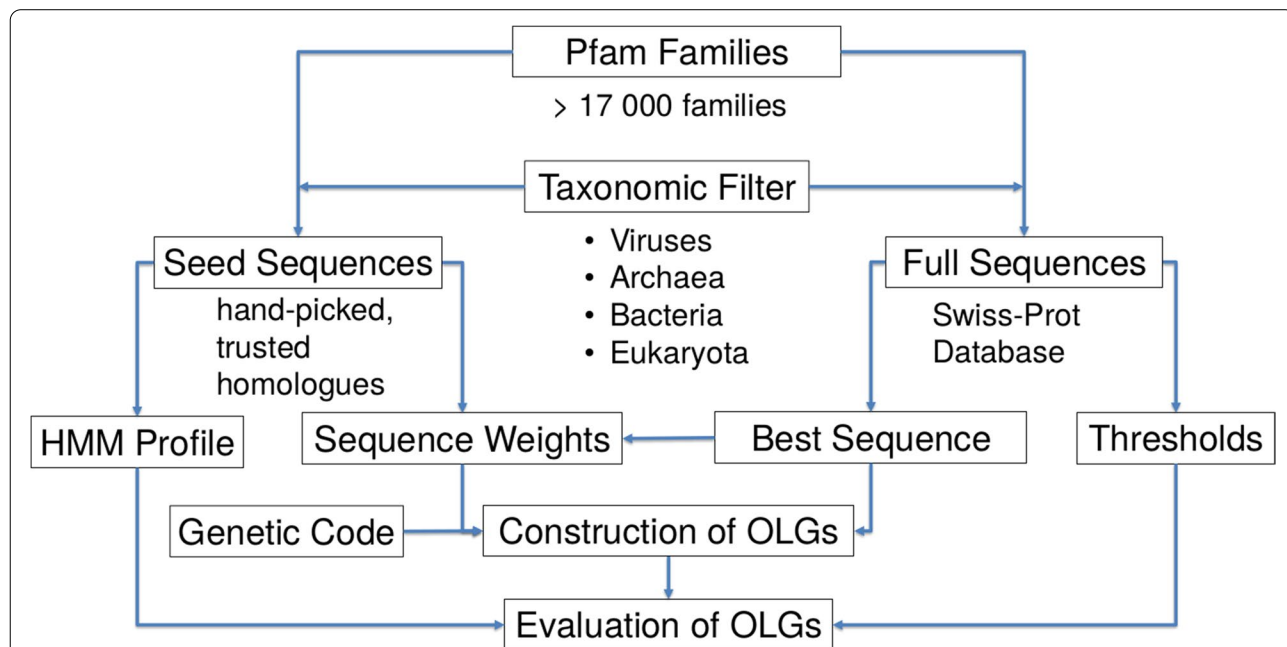 Pfam Families
> 17 000 families
Taxonomic Filter
• Viruses
• Archaea
• Bacteria
• Eukaryota
Seed Sequences
hand-picked,
trusted
homologues
Full Sequences
Swiss-Prot
Database
HMM Profile
Sequence Weights
Best Sequence
Thresholds
Genetic Code
Construction of OLGs
Evaluation of OLGs